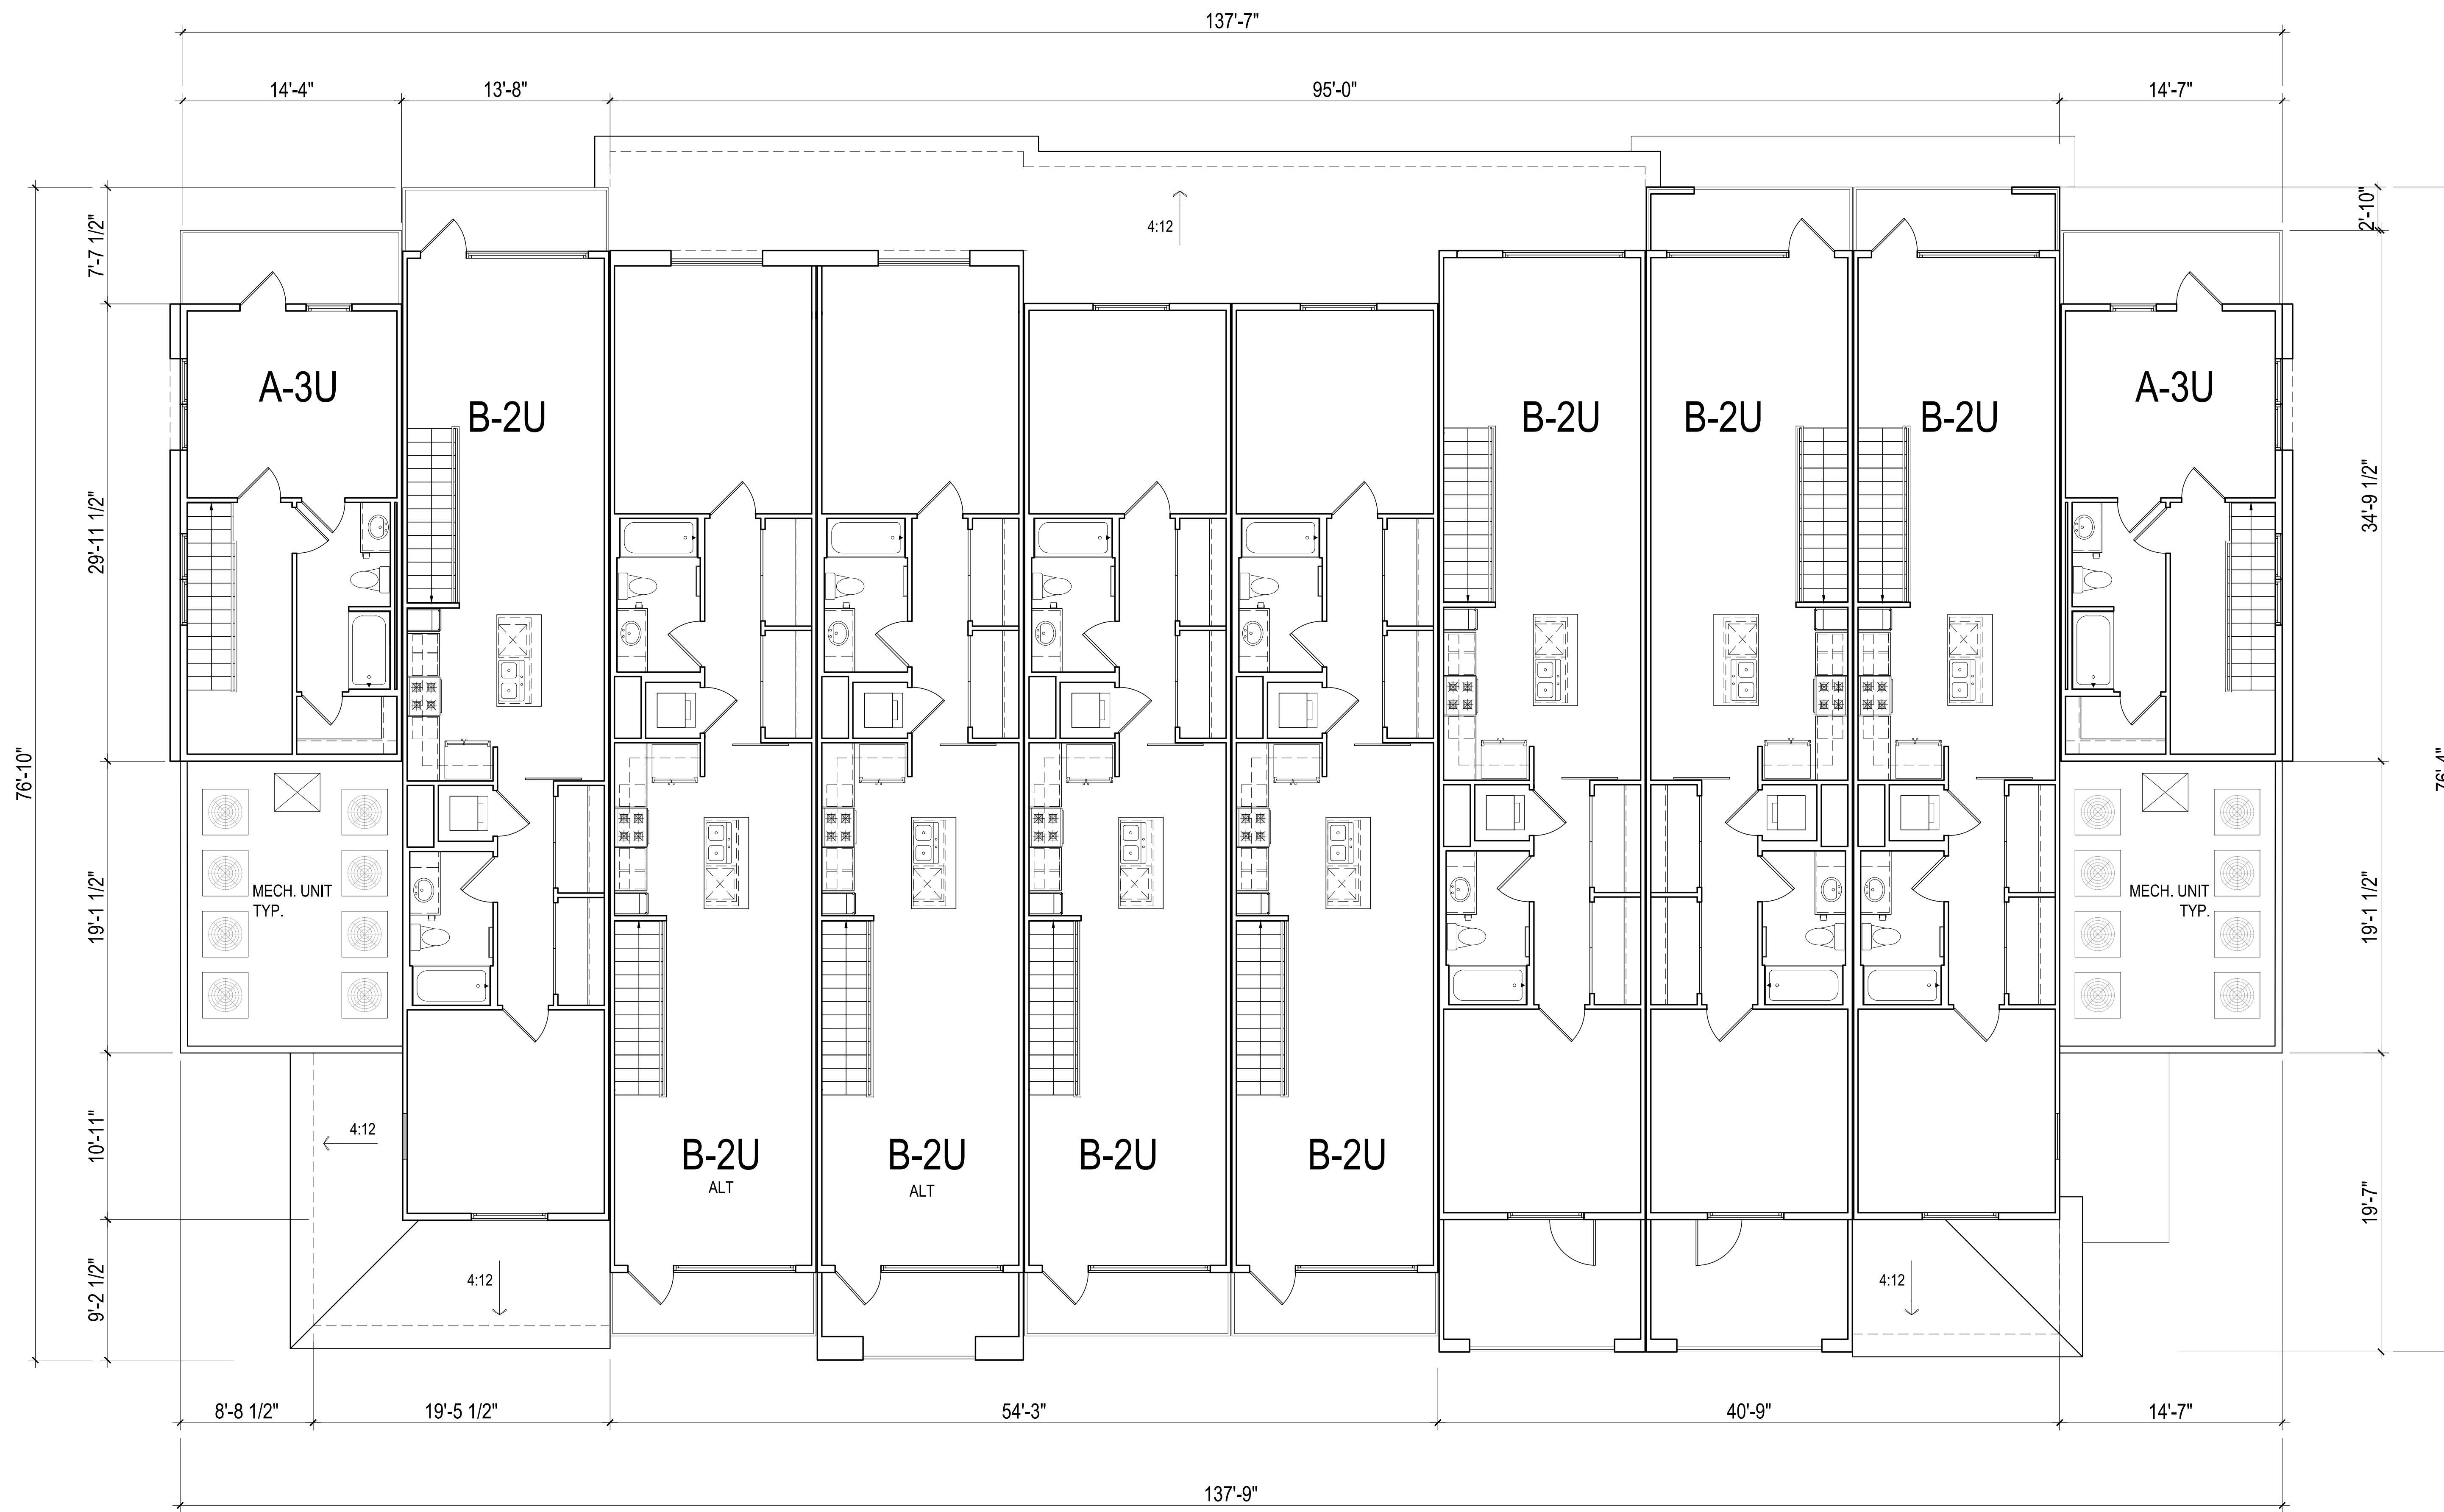 137'-7"
14'-4"
13'-8"
95'-0"
14'-7"
7'-7 1/2"
2'-10"
4:12
A-3U
B-2U
B-2U
B-2U
B-2U
A-3U
29'-11 1/2"
34'-9 1/2"
76'-10"
MECH. UNIT
TYP.
MECH. UNIT
TYP.
19'-1 1/2"
19'-1 1/2"
10'-11"
4:12
B-2U
ALT
B-2U
ALT
B-2U
B-2U
19'-7"
9'-2 1/2"
4:12
4:12
8'-8 1/2"
19'-5 1/2"
54'-3"
40'-9"
14'-7"
137'-9"